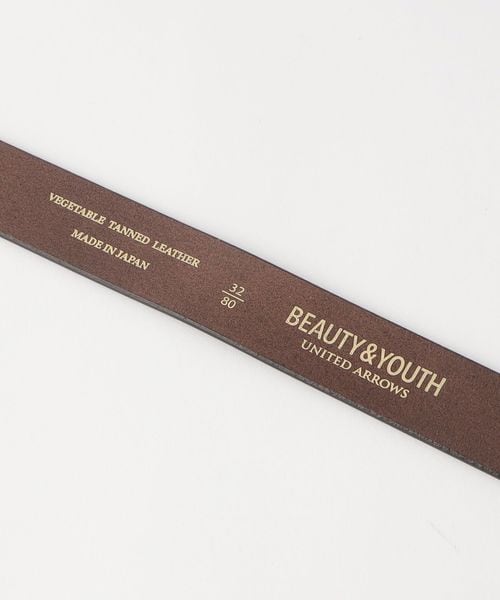 VEGETABLE TANNED LEATHER
MADE IN JAPAN
32
80
BEAUTY&YOUTH
UNITED ARROWS